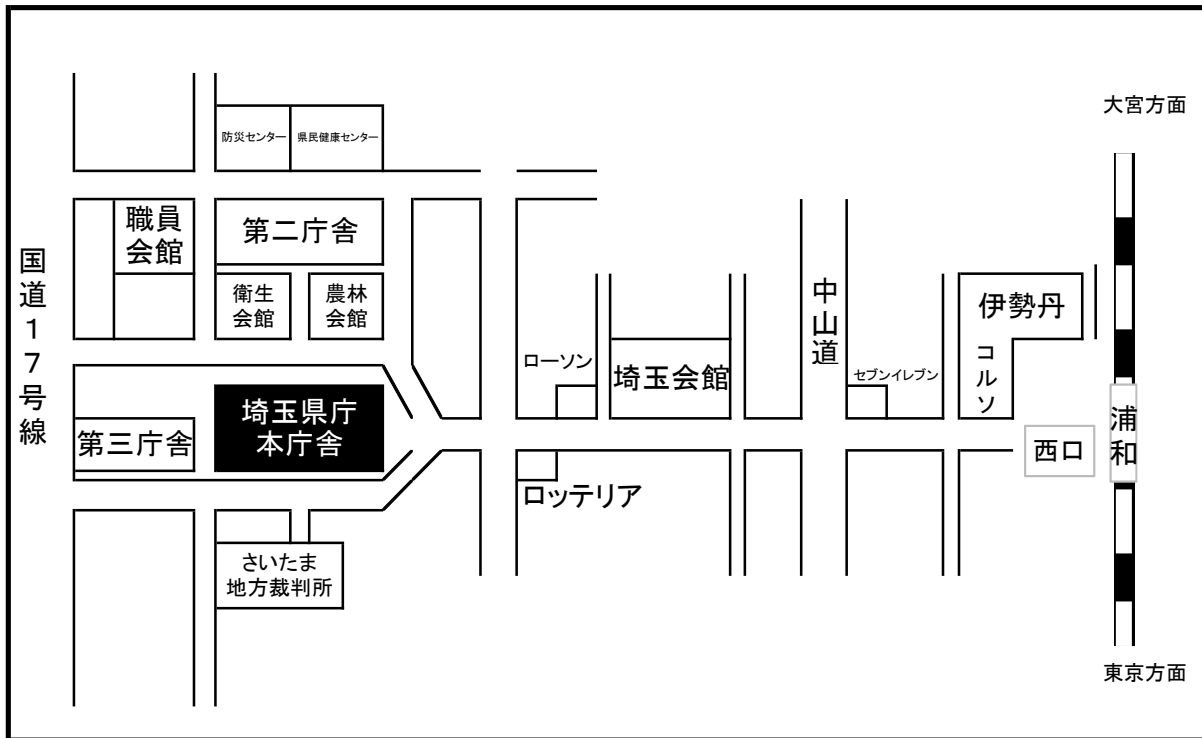 大宮方面
防災センター
県民健康センター
職員
会館
第二庁舎
国道17号線
衛生
会館
農林
会館
中山道
伊勢丹
コルソ
ローソン
埼玉会館
セブンイレブン
埼玉県庁
本庁舎
第三庁舎
浦和
西口
ロッテリア
さいたま
地方裁判所
東京方面